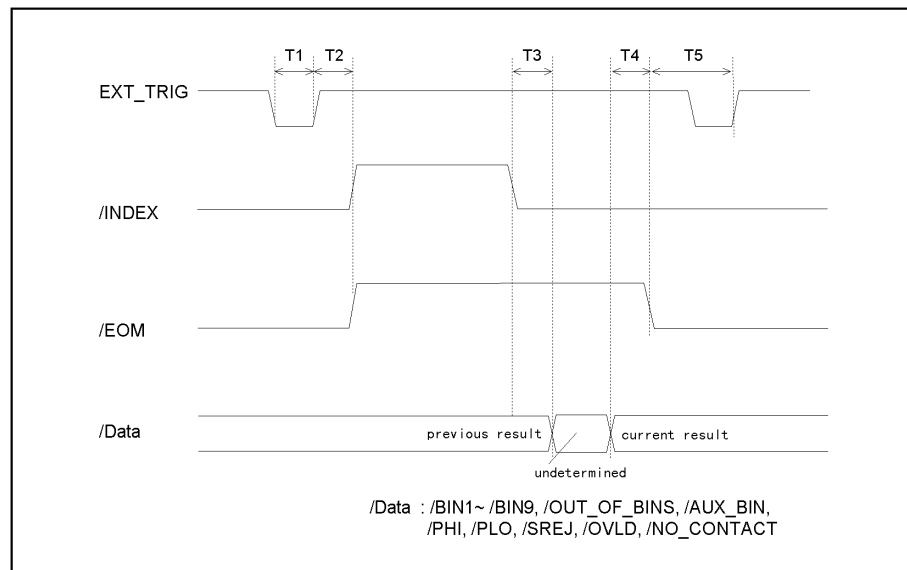 T1 T2 T3 T4 T5
EXT_TRIG
/INDEX
/EOM
/Data
previous result
current result
undetermined
/Data : /BIN1~ /BIN9, /OUT_OF_BINS, /AUX_BIN,
/PHI, /PLO, /SREJ, /OVLD, /NO_CONTACT